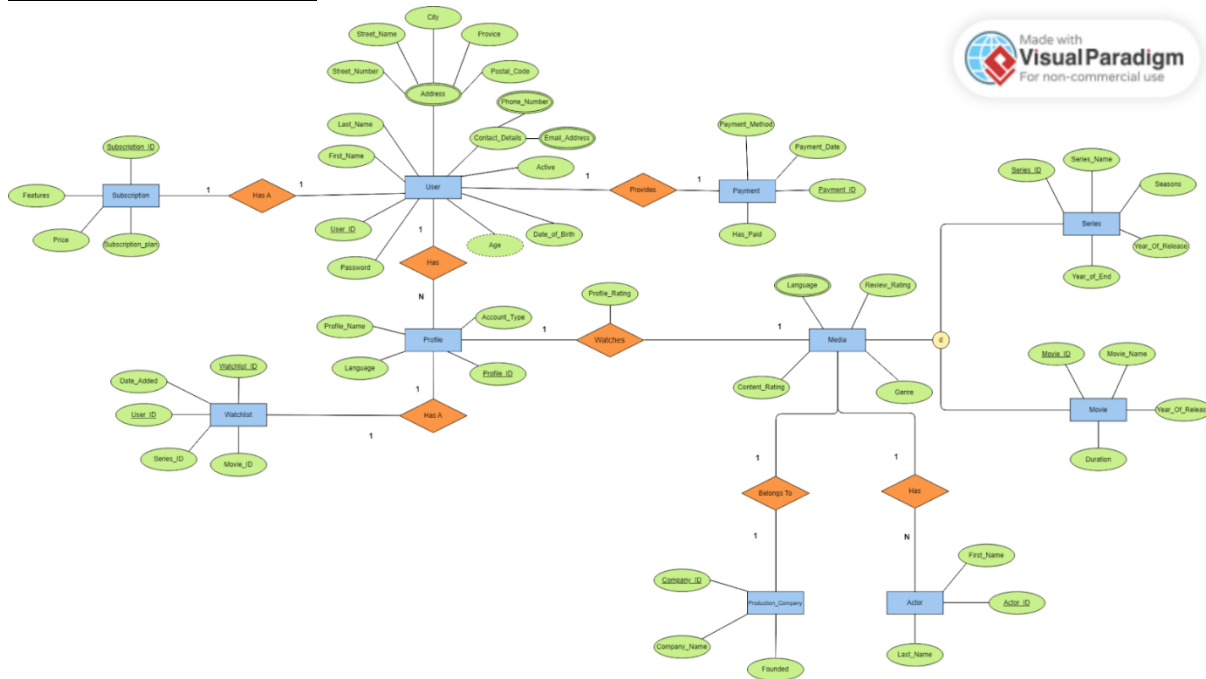 Made with
Visual Paradigm
For non-commercial use
City
Street_Name
Provice
Street_Number
Postal_Code
Address
Phone_Number
Last_Name
Contact_Details
Email_Address
First_Name
Active
Subscription_ID
Features
Subscription
1
Has A
1
User
1
Provides
1
Payment
Payment_Method
Payment_Date
Payment_ID
Has_Paid
Price
Subscription_plan
User_ID
Password
Age
Date_of_Birth
1
Has
N
Series_Name
Series_ID
Seasons
Series
Year_Of_Release
Year_of_End
Profile_Name
Account_Type
Profile
Language
Profile_ID
1
Profile_Rating
Watches
1
Language
Review_Rating
Media
Content_Rating
Genre
d
Movie_ID
Movie_Name
Movie
Year_Of_Release
Duration
Watchlist_ID
Date_Added
User_ID
Watchlist
Series_ID
Movie_ID
1
Has A
1
1
Belongs To
1
1
Has
N
Company_ID
Production_Company
Company_Name
Founded
First_Name
Actor
Actor_ID
Last_Name